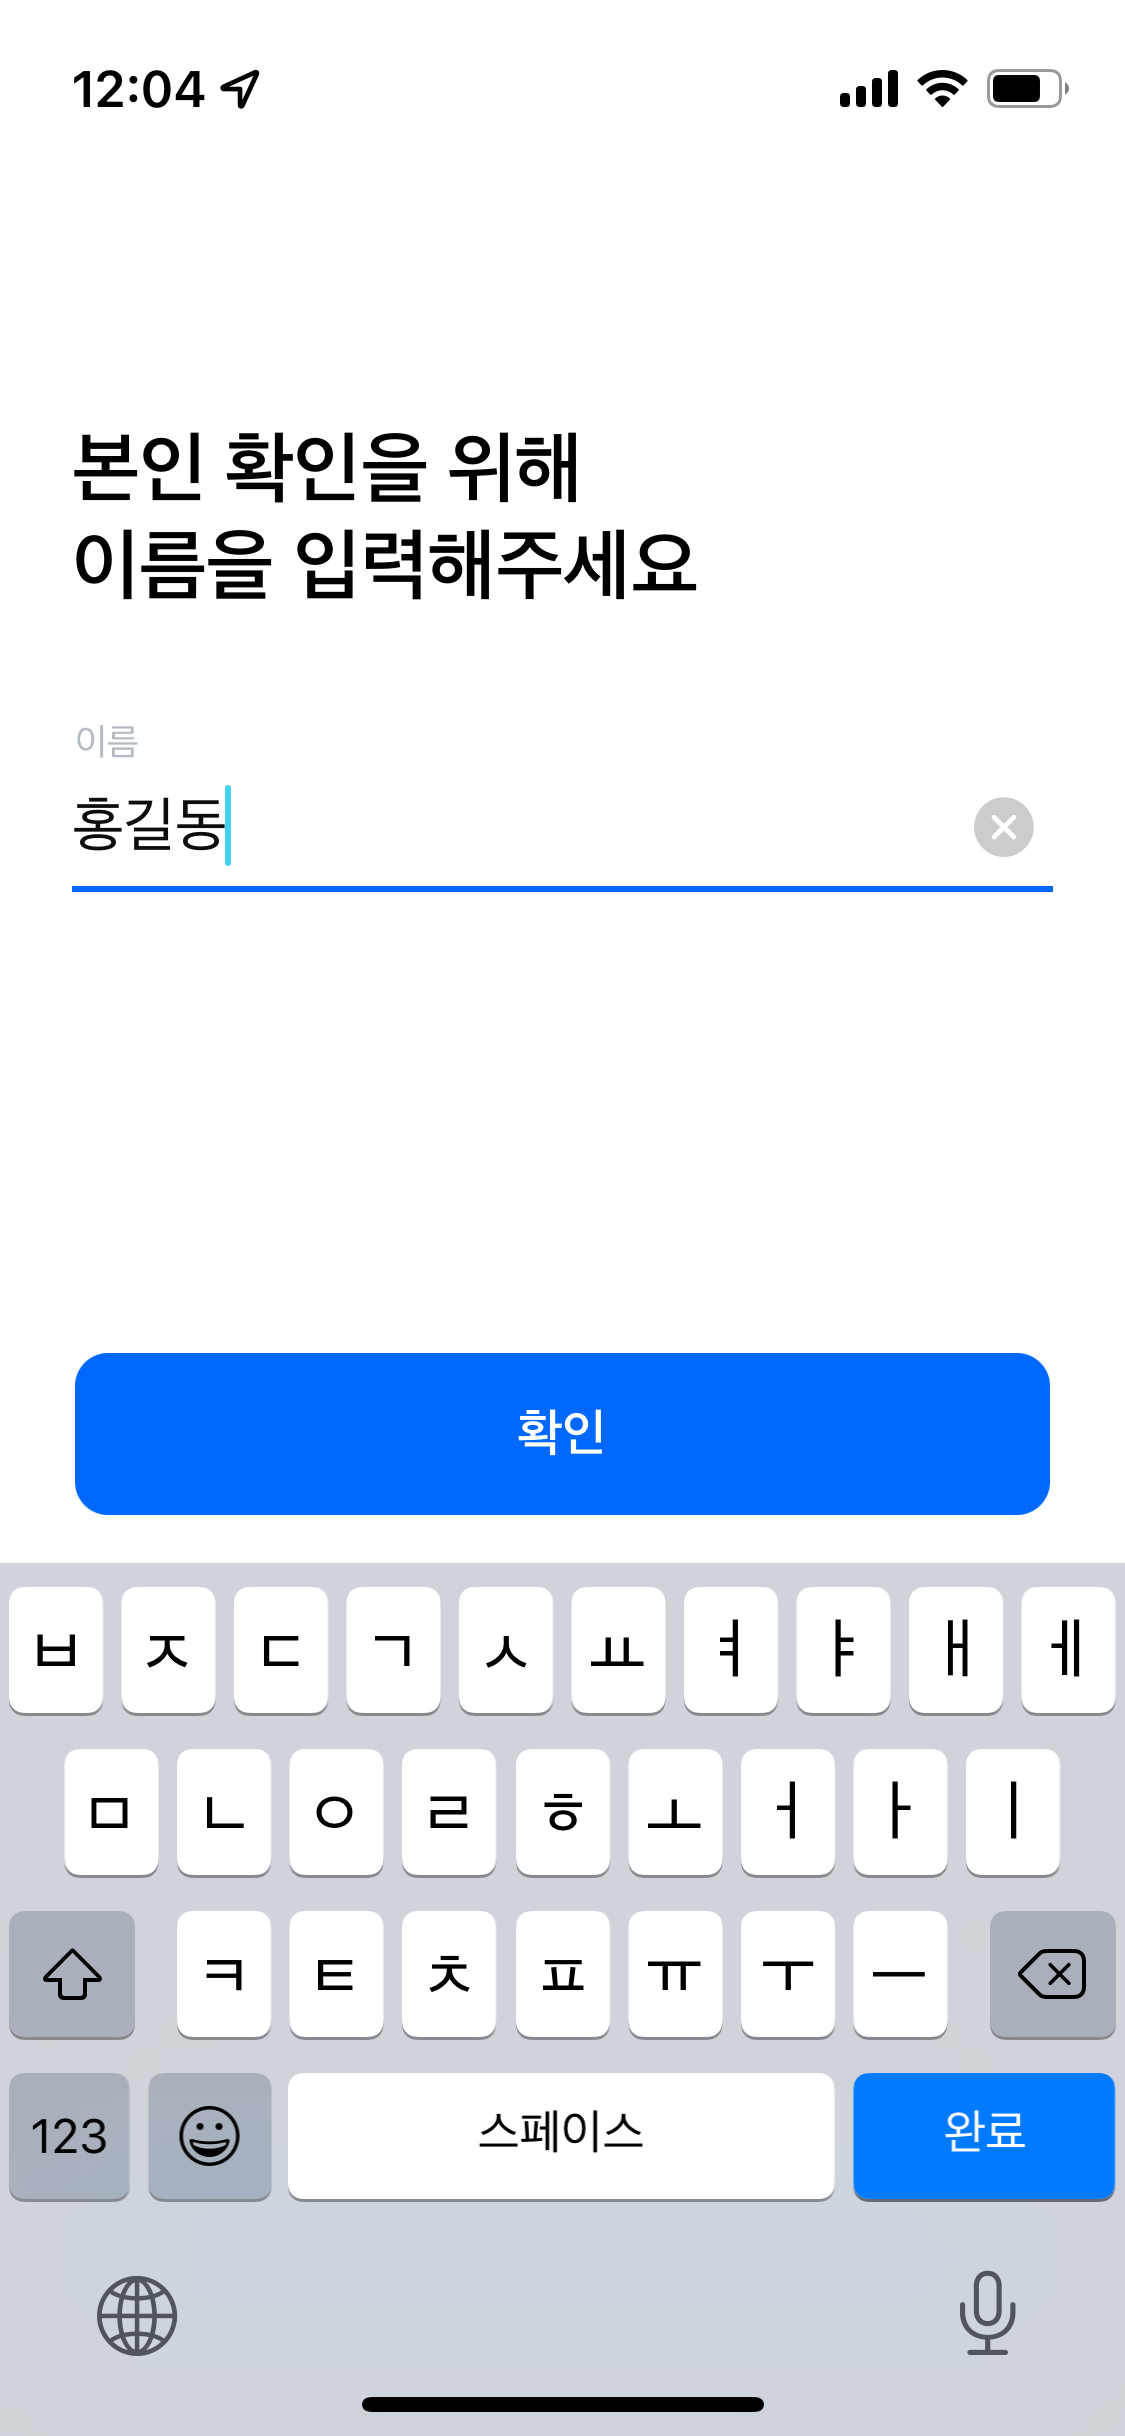 12:04
본인 확인을 위해
이름을 입력해주세요
이름
홍길동
확인
ㅂ ㅈ ㄷ ㄱ ㅅ ㅛ ㅕ ㅑ ㅐ ㅔ
ㅁ ㄴ ㅇ ㄹ ㅎ ㅗ ㅓ ㅏ ㅣ
ㅋ ㅌ ㅊ ㅍ ㅠ ㅜ ㅡ
123 스페이스 완료